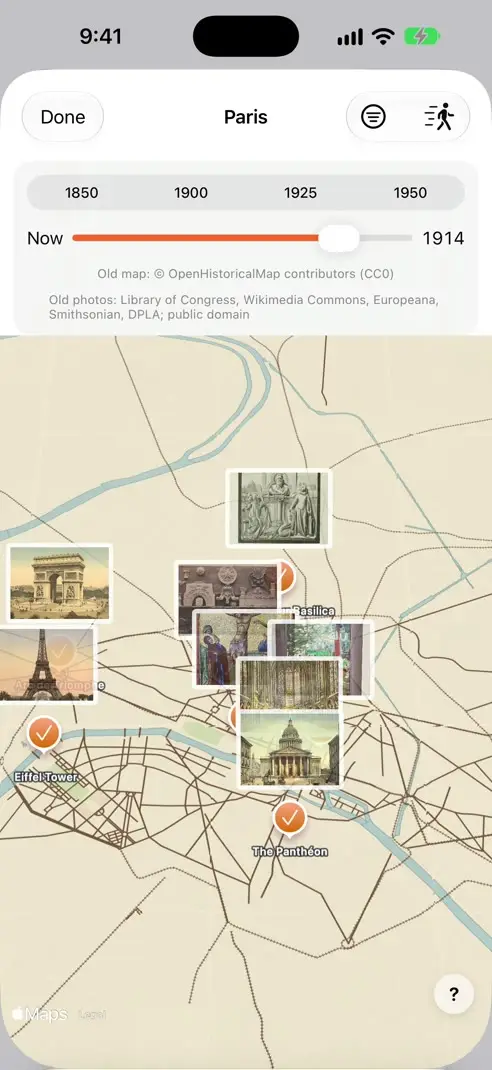 9:41
Done
Paris
1850 1900 1925 1950
Now
1914
Old map: © OpenHistoricalMap contributors (CC0)
Old photos: Library of Congress, Wikimedia Commons, Europeana,
Smithsonian, DPLA; public domain
Basilica
Eiffel Tower
The Panthéon
?
Maps
Legal